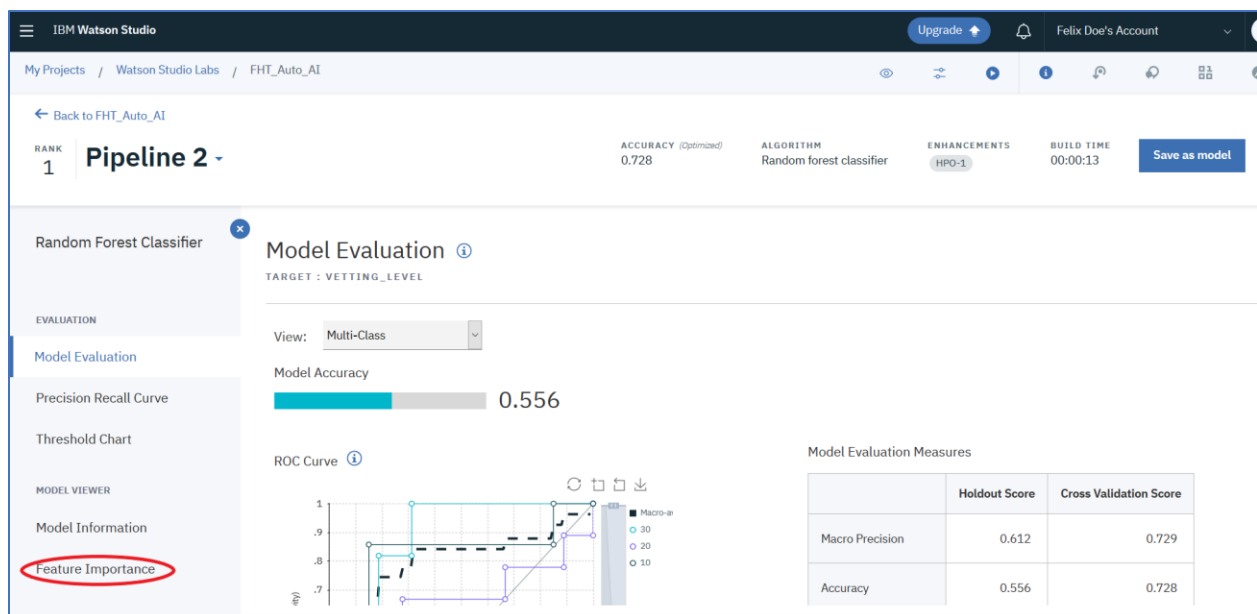 IBM Watson Studio
Upgrade
Felix Doe's Account
My Projects / Watson Studio Labs / FHT_Auto_AI
Back to FHT_Auto_AI
RANK
1
Pipeline 2
ACCURACY (Optimized)
0.728
ALGORITHM
Random forest classifier
ENHANCEMENTS
HPO-1
BUILD TIME
00:00:13
Save as model
Random Forest Classifier
EVALUATION
Model Evaluation
Precision Recall Curve
Threshold Chart
MODEL VIEWER
Model Information
Feature Importance
Model Evaluation
TARGET : VETTING_LEVEL
View: Multi-Class
Model Accuracy
0.556
ROC Curve
1
.9
.8
.7
Macro-a
30
20
10
Model Evaluation Measures
Holdout Score Cross Validation Score
Macro Precision 0.612 0.729
Accuracy 0.556 0.728